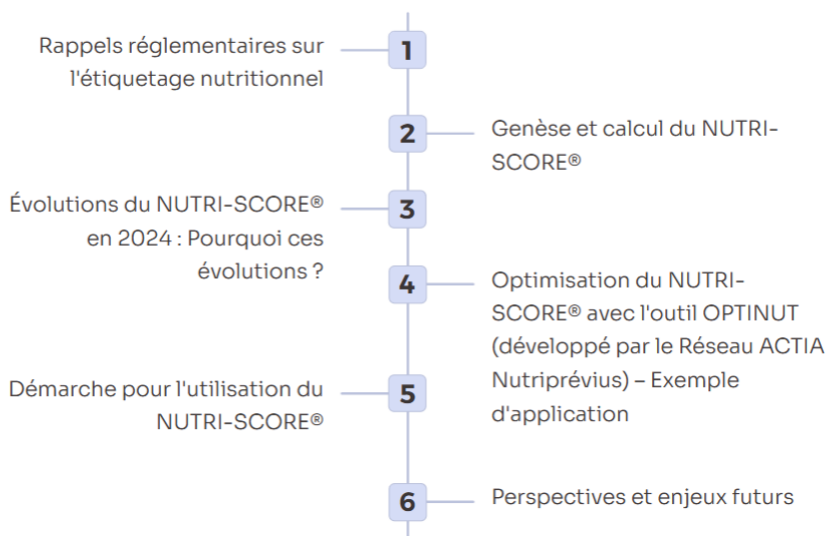 Rappels réglementaires sur
l'étiquetage nutritionnel
1
2
Genèse et calcul du NUTRI-
SCORE®
Évolutions du NUTRI-SCORE®
en 2024 : Pourquoi ces
évolutions ?
3
4
Optimisation du NUTRI-
SCORE® avec l'outil OPTINUT
(développé par le Réseau ACTIA
Nutriprévius) – Exemple
d'application
Démarche pour l'utilisation du
NUTRI-SCORE®
5
6
Perspectives et enjeux futurs